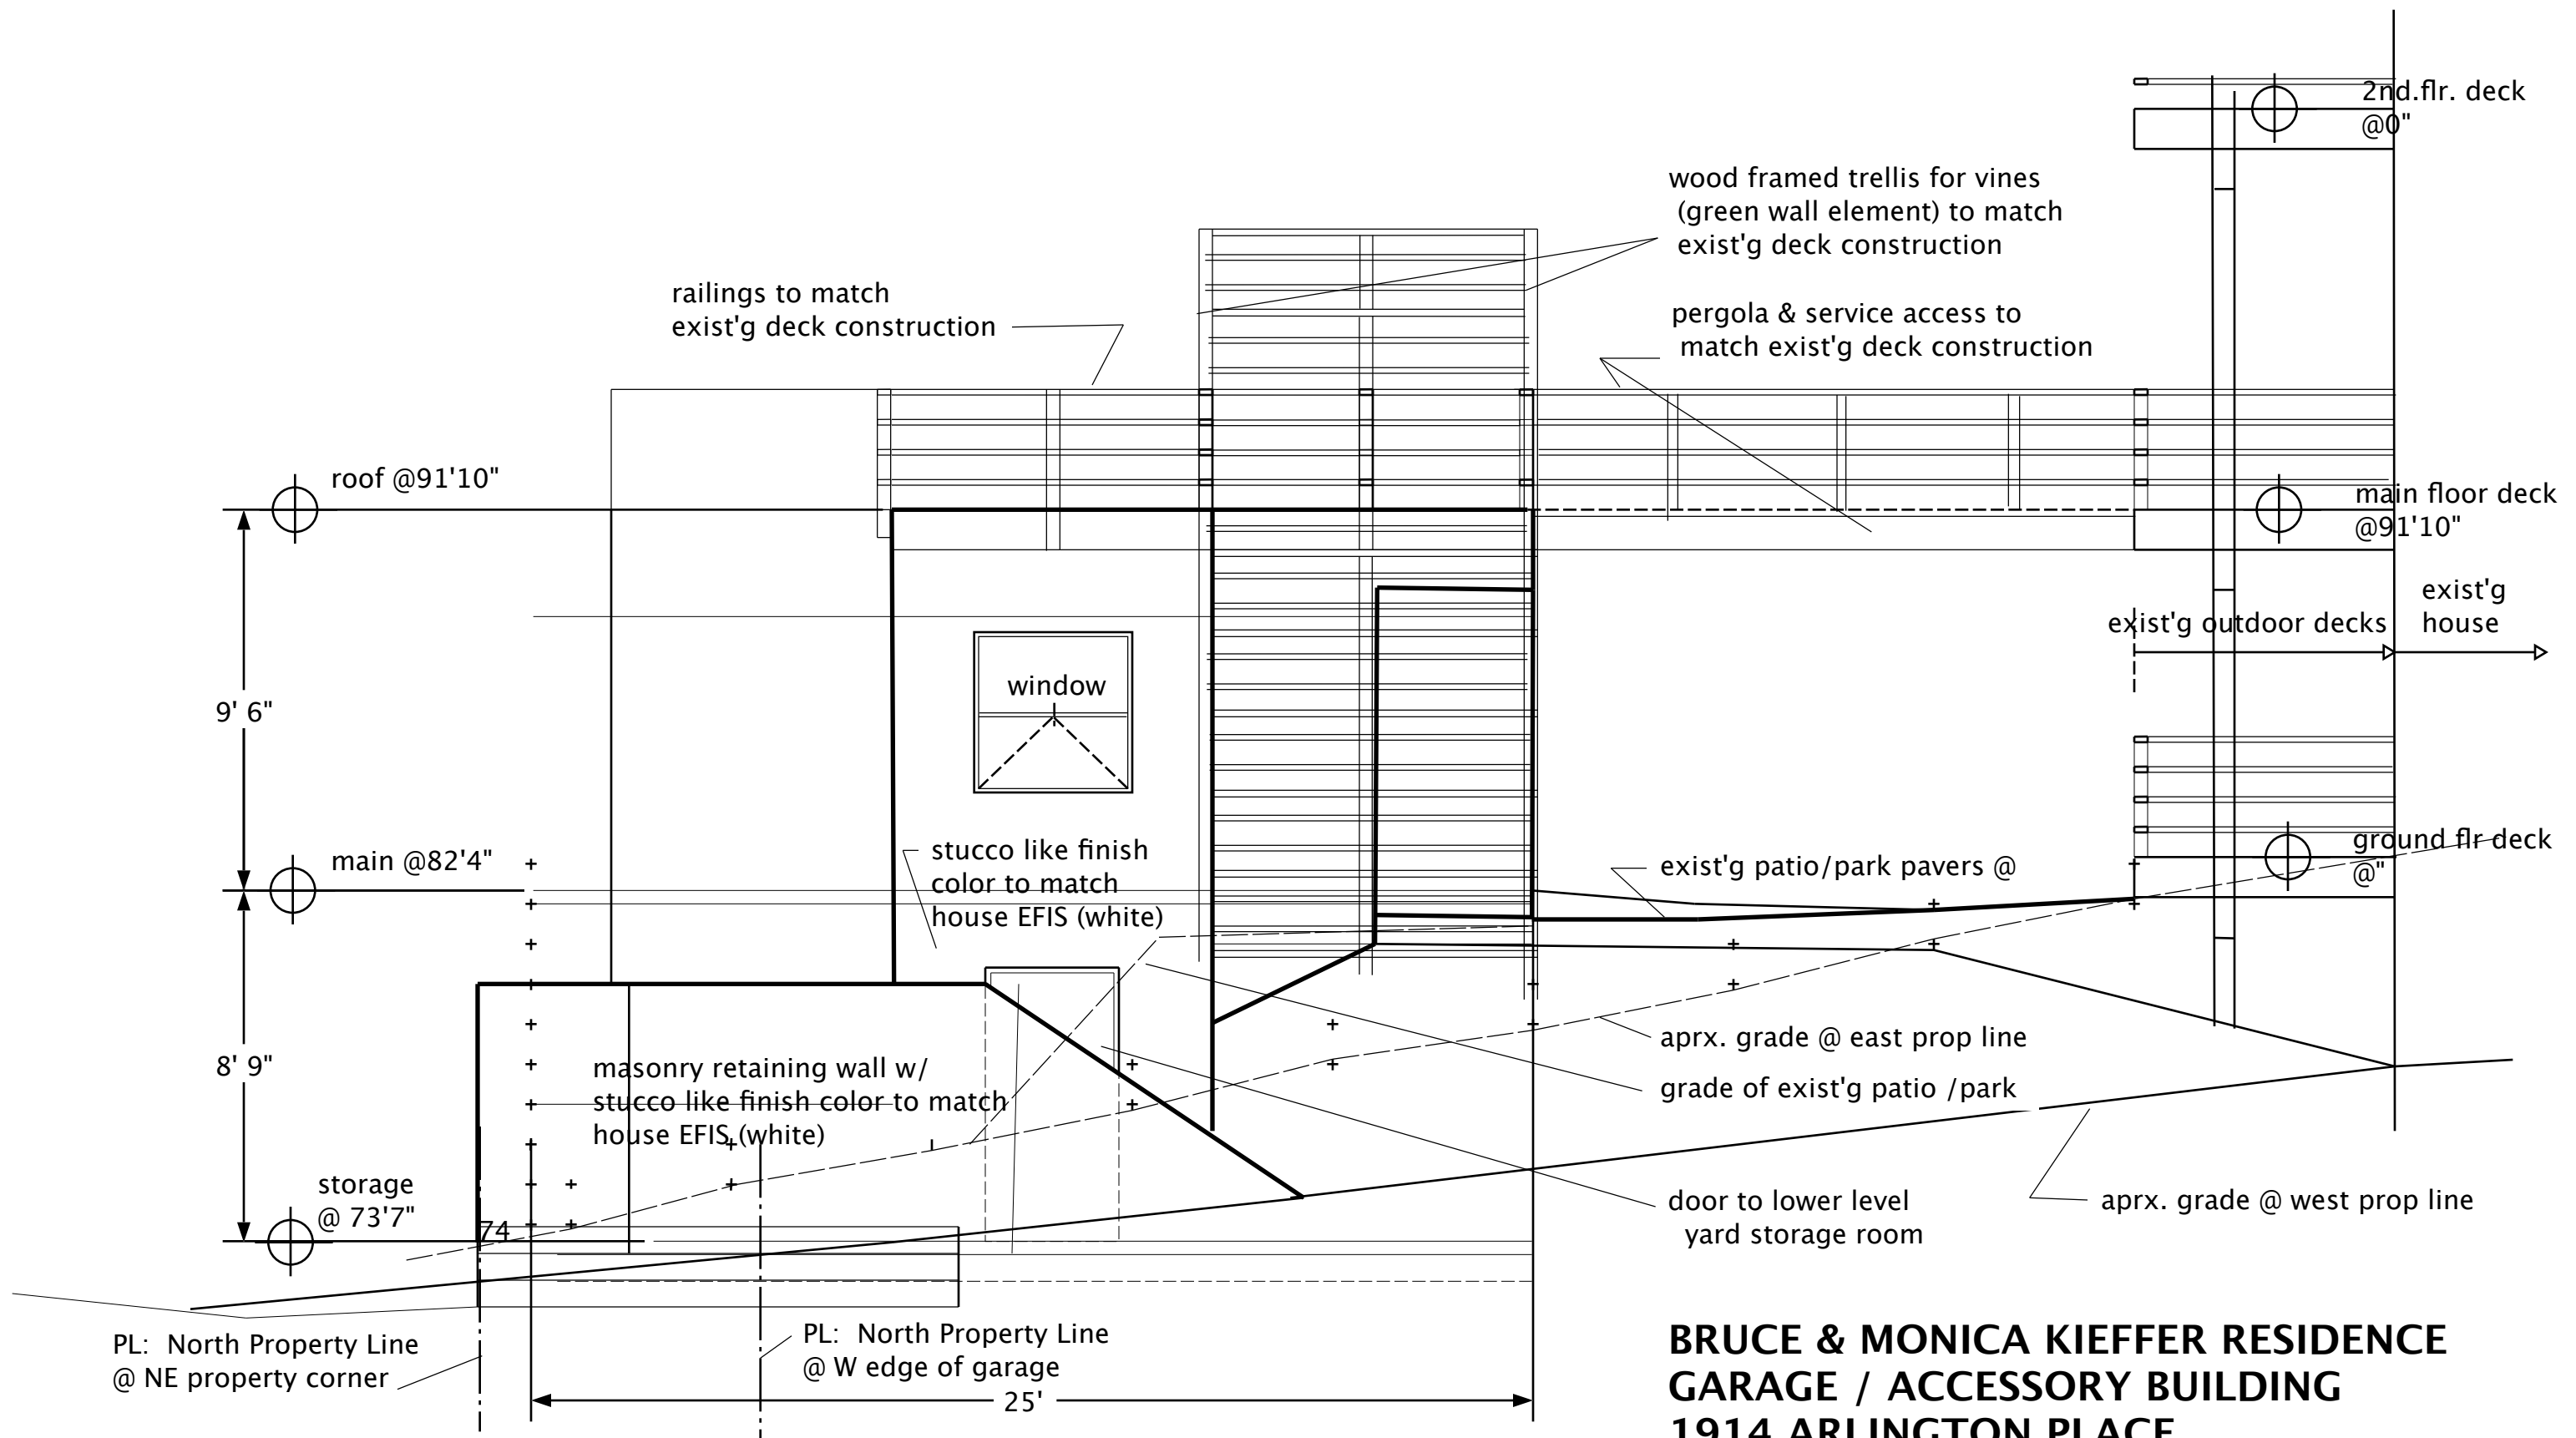 2nd.flr. deck
@0"
wood framed trellis for vines
(green wall element) to match
exist'g deck construction
railings to match
exist'g deck construction
pergola & service access to
match exist'g deck construction
roof @91'10"
main floor deck
@91'10"
exist'g
house
exist'g outdoor decks
window
9' 6"
main @82'4"
stucco like finish
color to match
house EFIS (white)
exist'g patio/park pavers @
ground flr deck
@"
8' 9"
masonry retaining wall w/
stucco like finish color to match
house EFIS (white)
aprx. grade @ east prop line
grade of exist'g patio /park
storage
@ 73'7"
74
door to lower level
yard storage room
aprx. grade @ west prop line
PL: North Property Line
@ NE property corner
PL: North Property Line
@ W edge of garage
25'
BRUCE & MONICA KIEFFER RESIDENCE
GARAGE / ACCESSORY BUILDING
1914 ARLINGTON PLACE